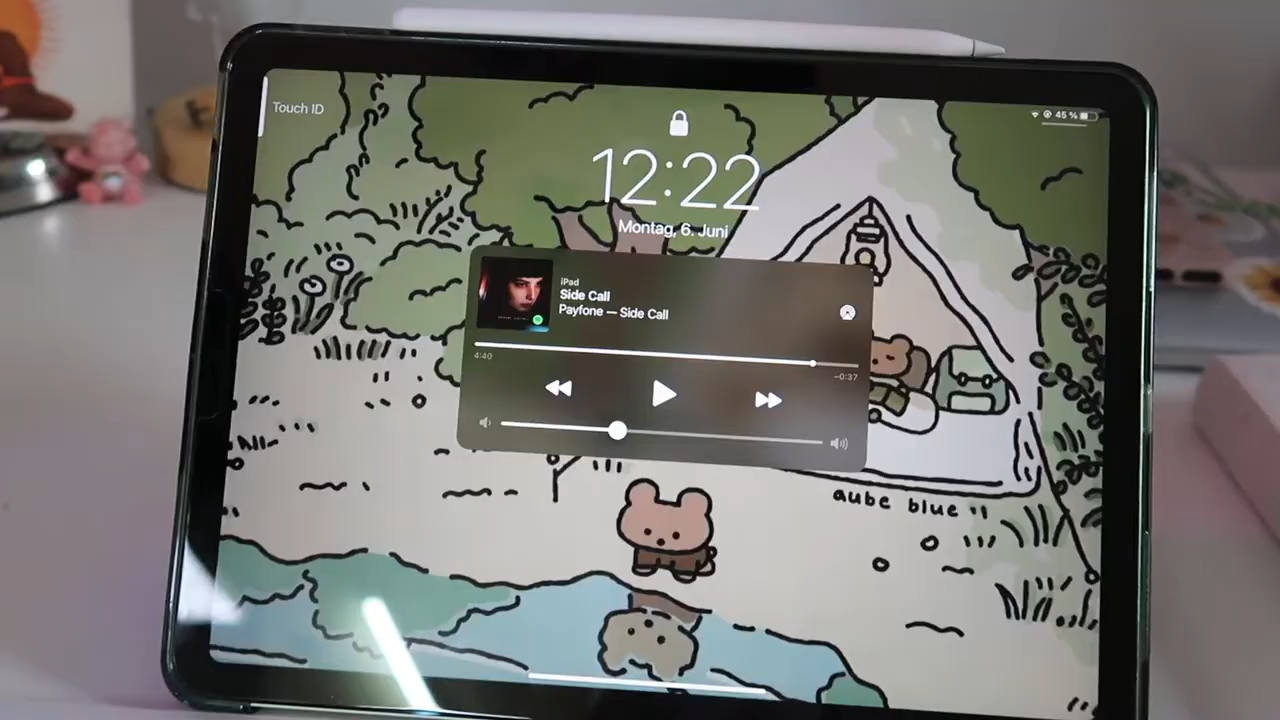 Touch ID
45 %
12:22
Montag, 6. Juni
iPad
Side Call
Payfone — Side Call
4:40
-0:37
aube blue